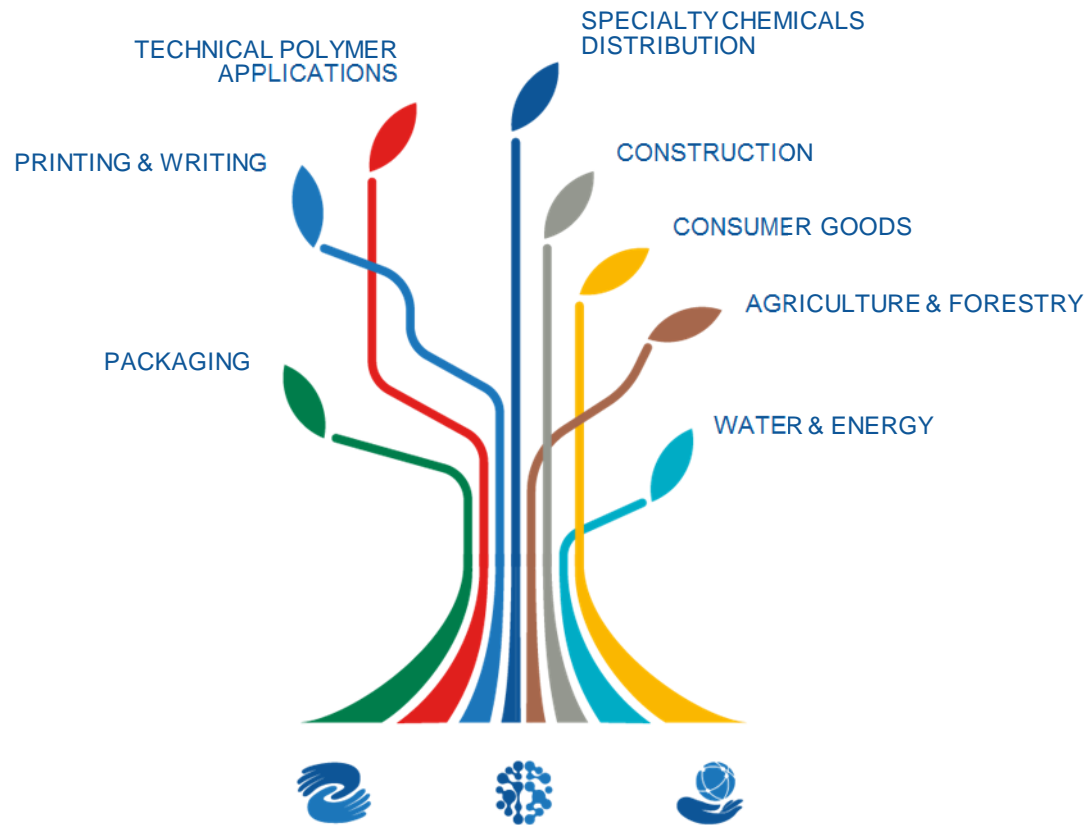 SPECIALTY CHEMICALS
DISTRIBUTION
TECHNICAL POLYMER
APPLICATIONS
PRINTING & WRITING
CONSTRUCTION
CONSUMER GOODS
AGRICULTURE & FORESTRY
PACKAGING
WATER & ENERGY